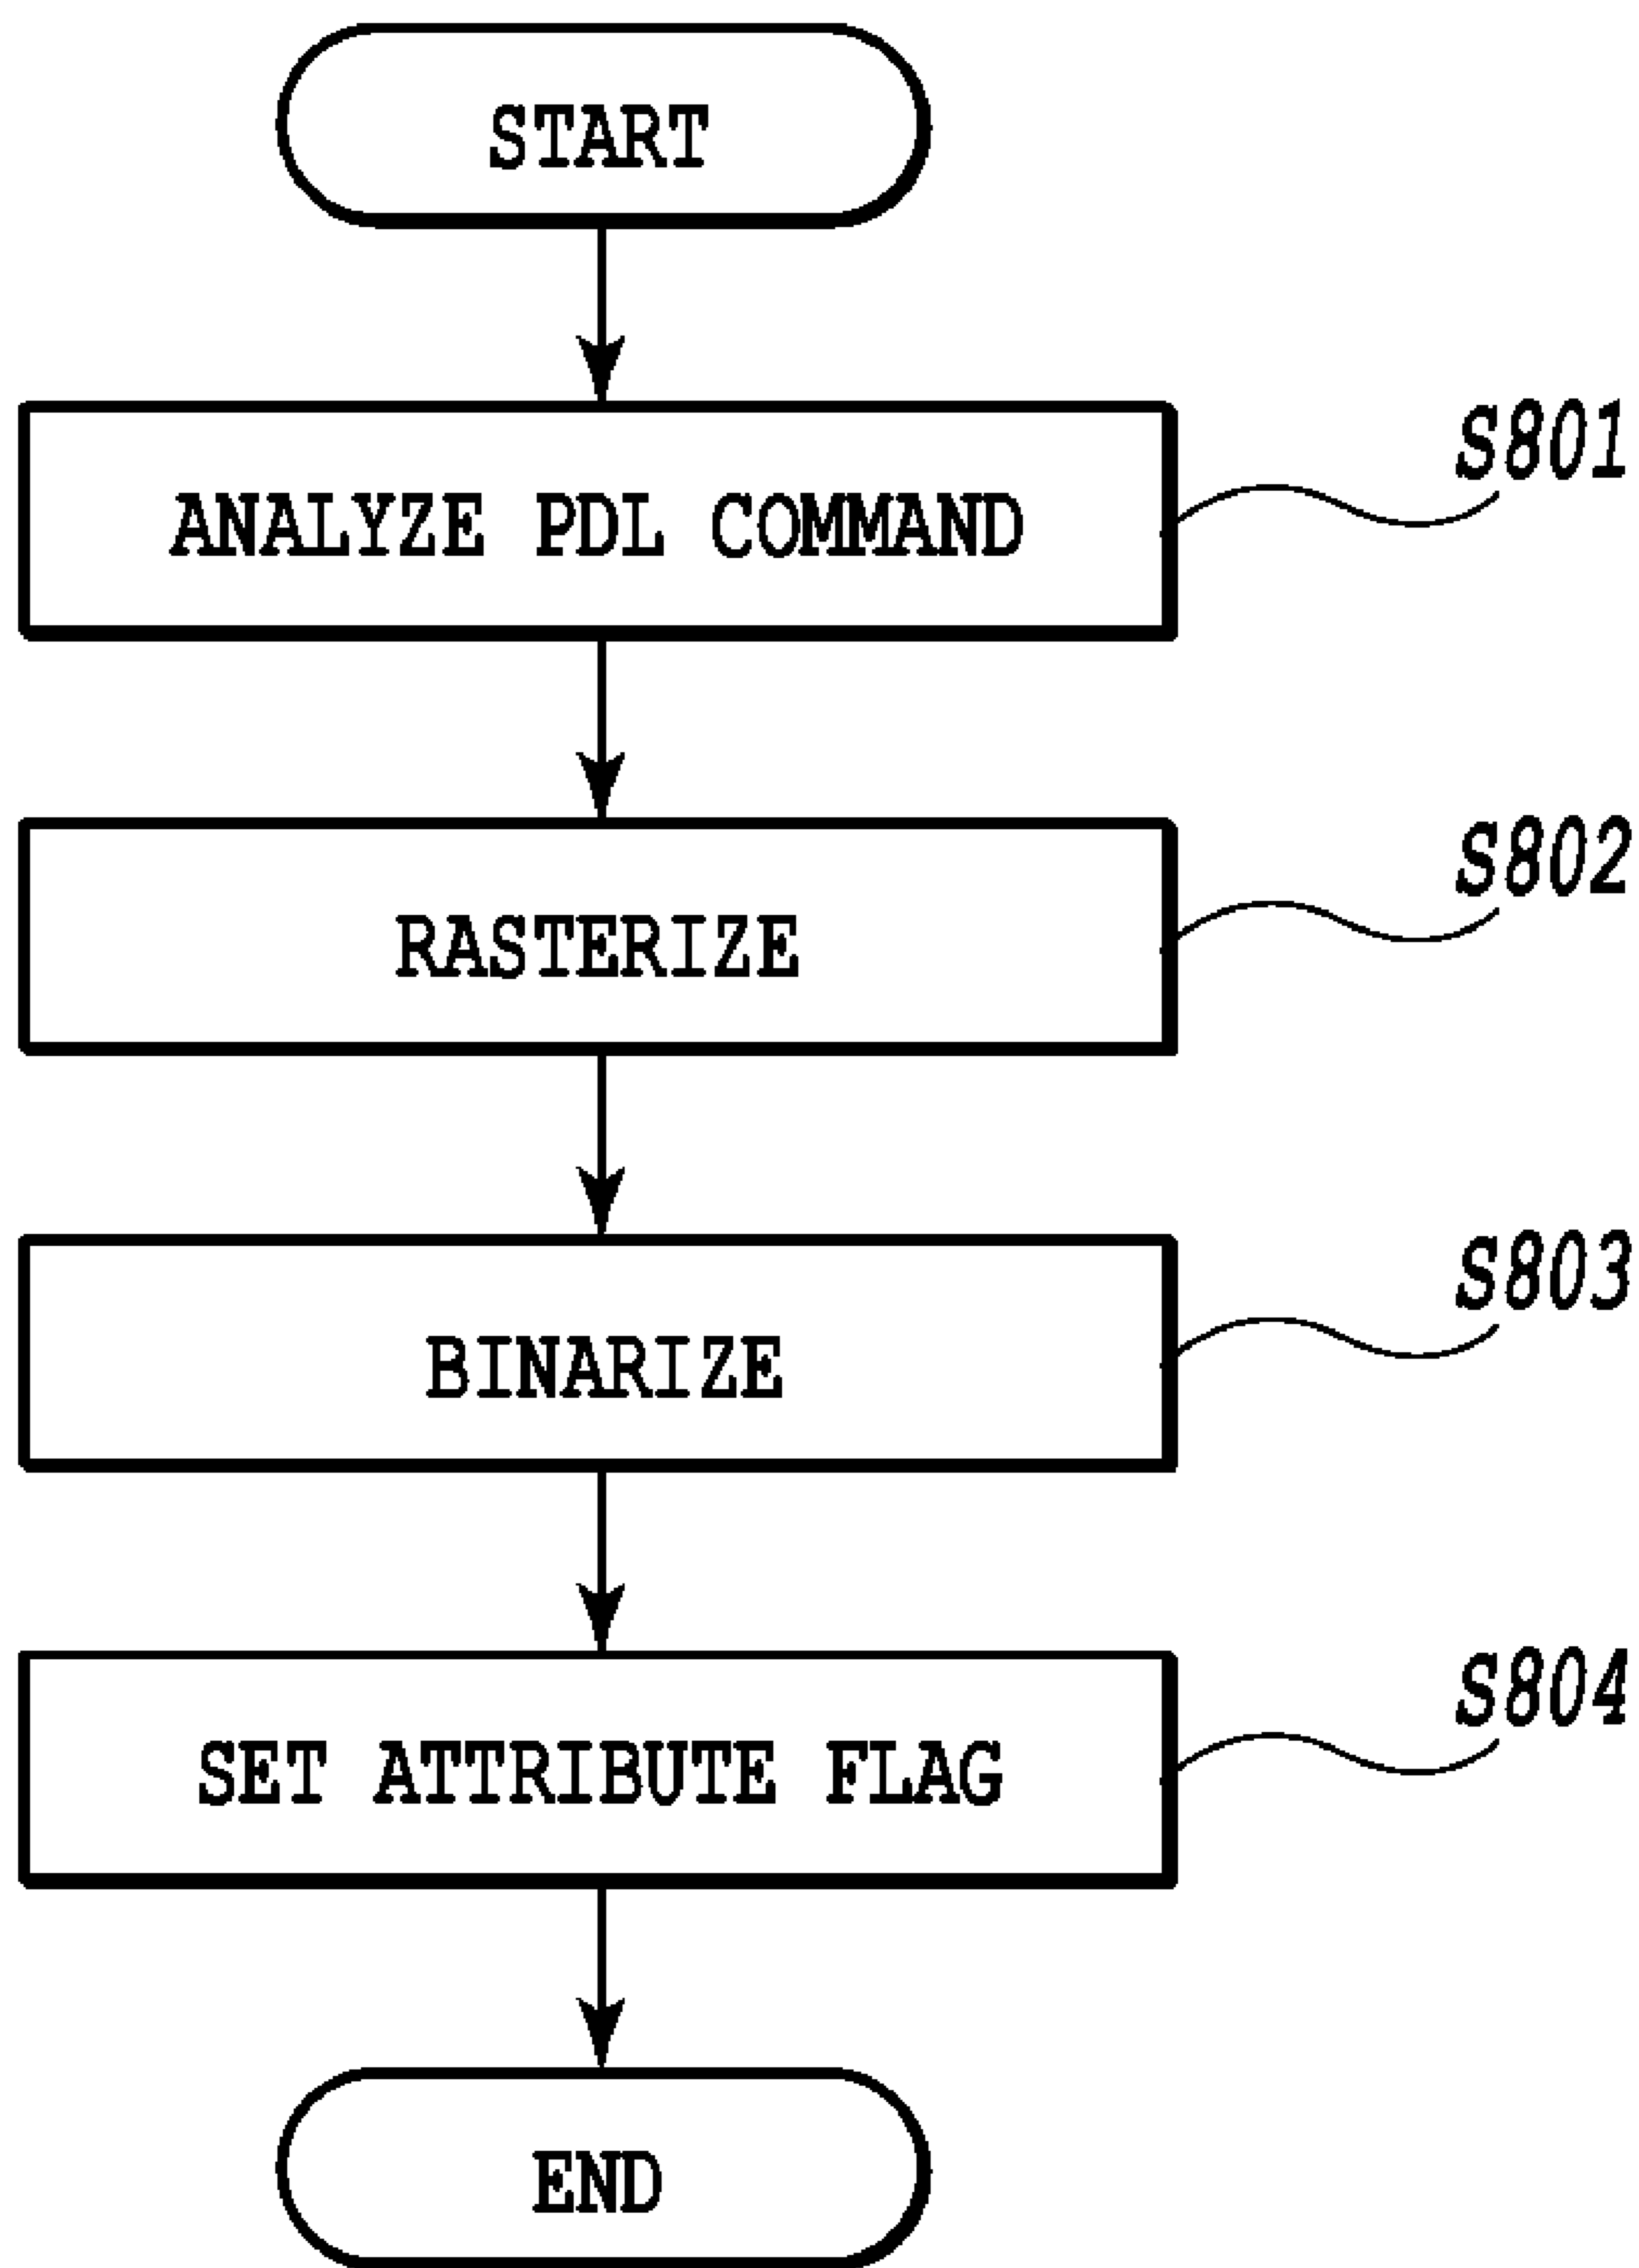 START
ANALYZE PDL COMMAND
S801
RASTERIZE
S802
BINARIZE
S803
SET ATTRIBUTE FLAG
S804
END